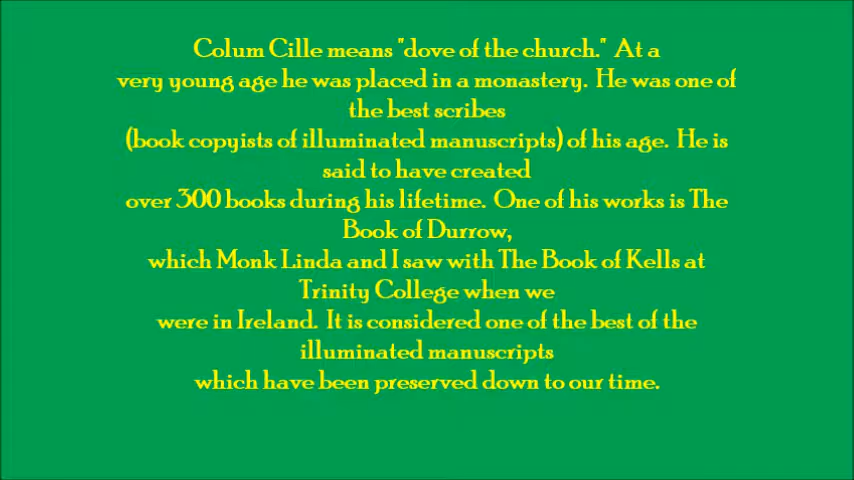 Colum Cille means "dove of the church." At a
very young age he was placed in a monastery. He was one of
the best scribes
(book copyists of illuminated manuscripts) of his age. He is
said to have created
over 300 books during his lifetime. One of his works is The
Book of Durrow,
which Monk Linda and I saw with The Book of Kells at
Trinity College when we
were in Ireland. It is considered one of the best of the
illuminated manuscripts
which have been preserved down to our time.